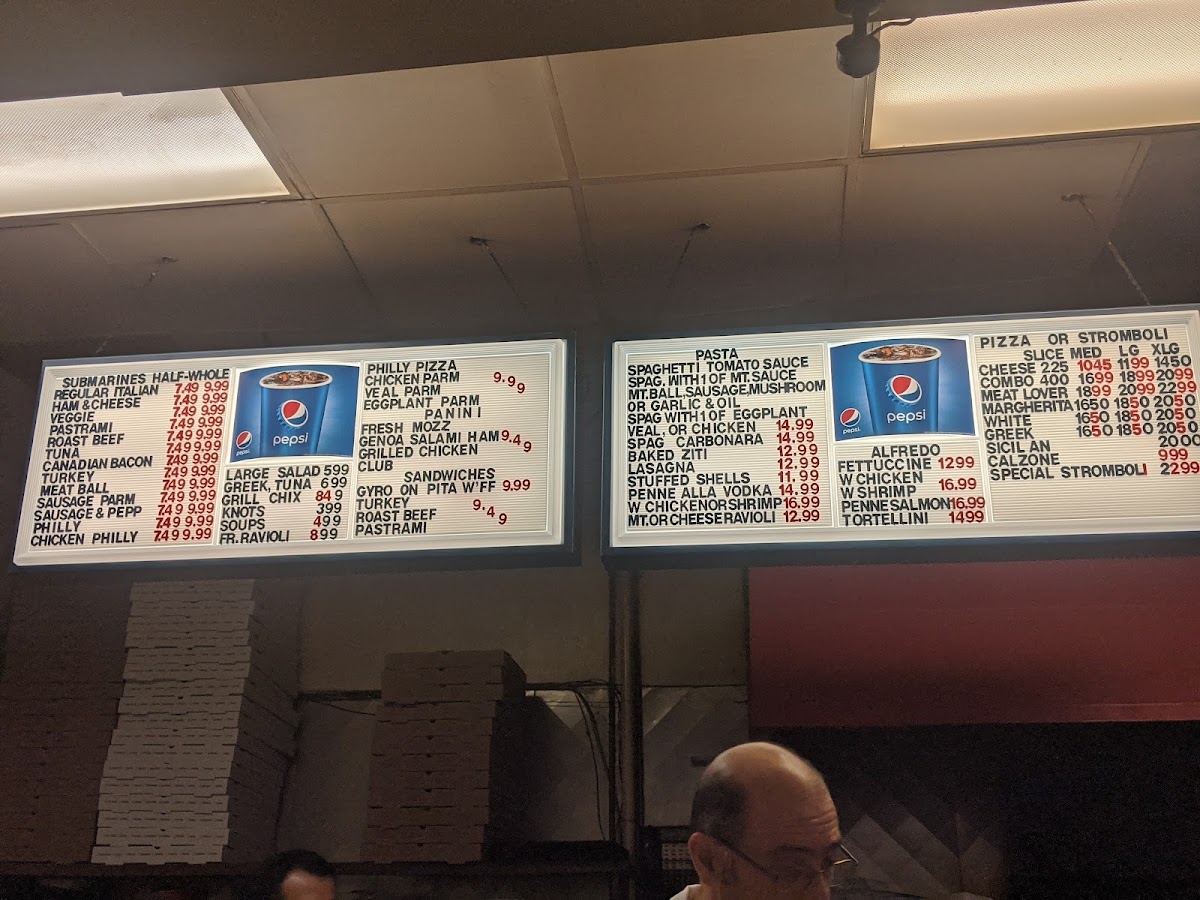 SUBMARINES HALF-WHOLE
REGULAR ITALIAN 7.49 9.99
HAM & CHEESE 7.49 9.99
VEGGIE 7.49 9.99
PASTRAMI 7.49 9.99
ROAST BEEF 7.49 9.99
TUNA 7.49 9.99
CANADIAN BACON 7.49 9.99
TURKEY 7.49 9.99
MEAT BALL 7.49 9.99
SAUSAGE & PARM 7.49 9.99
SAUSAGE & PEPP 7.49 9.99
PHILLY 7.49 9.99
CHICKEN PHILLY 7.49 9.99
pepsi
pepsi
LARGE SALAD 599
GREEK, TUNA 699
GRILL CHIX 849
KNOTS 399
SOUPS 499
FR. RAVIOLI 899
PHILLY PIZZA
CHICKEN PARM 9.99
VEAL PARM
EGGPLANT PARM
PANINI
FRESH MOZZ
GENOA SALAMI HAM 9.49
GRILLED CHICKEN
CLUB
SANDWICHES
GYRO ON PITA W'FF 9.99
TURKEY
ROAST BEEF 9.49
PASTRAMI
PASTA
SPAGHETTI TOMATO SAUCE
SPAG. WITH 1 OF MT. SAUCE
MT.BALL, SAUSAGE, MUSHROOM
OR GARLIC & OIL
SPAG WITH 1 OF EGGPLANT
VEAL OR CHICKEN 14.99
SPAG CARBONARA 14.99
BAKED ZITI 12.99
LASAGNA 12.99
STUFFED SHELLS 11.99
PENNE ALLA VODKA 14.99
W CHICKEN OR SHRIMP 16.99
MT. OR CHEESE RAVIOLI 12.99
pepsi
pepsi
ALFREDO
FETTUCCINE 1299
W CHICKEN 16.99
W SHRIMP
PENNE SALMON 16.99
TORTELLINI 1499
PIZZA OR STROMBOLI
SLICE MED LG XLG
CHEESE 225 1045 1199 1450
COMBO 400 1699 1899 2099
MEAT LOVER 1899 2099 2299
MARGHERITA 1650 1850 2050
WHITE 1650 1850 2050
GREEK 1650 1850 2050
SICILAN 2000
CALZONE 999
SPECIAL STROMBOLI 2299